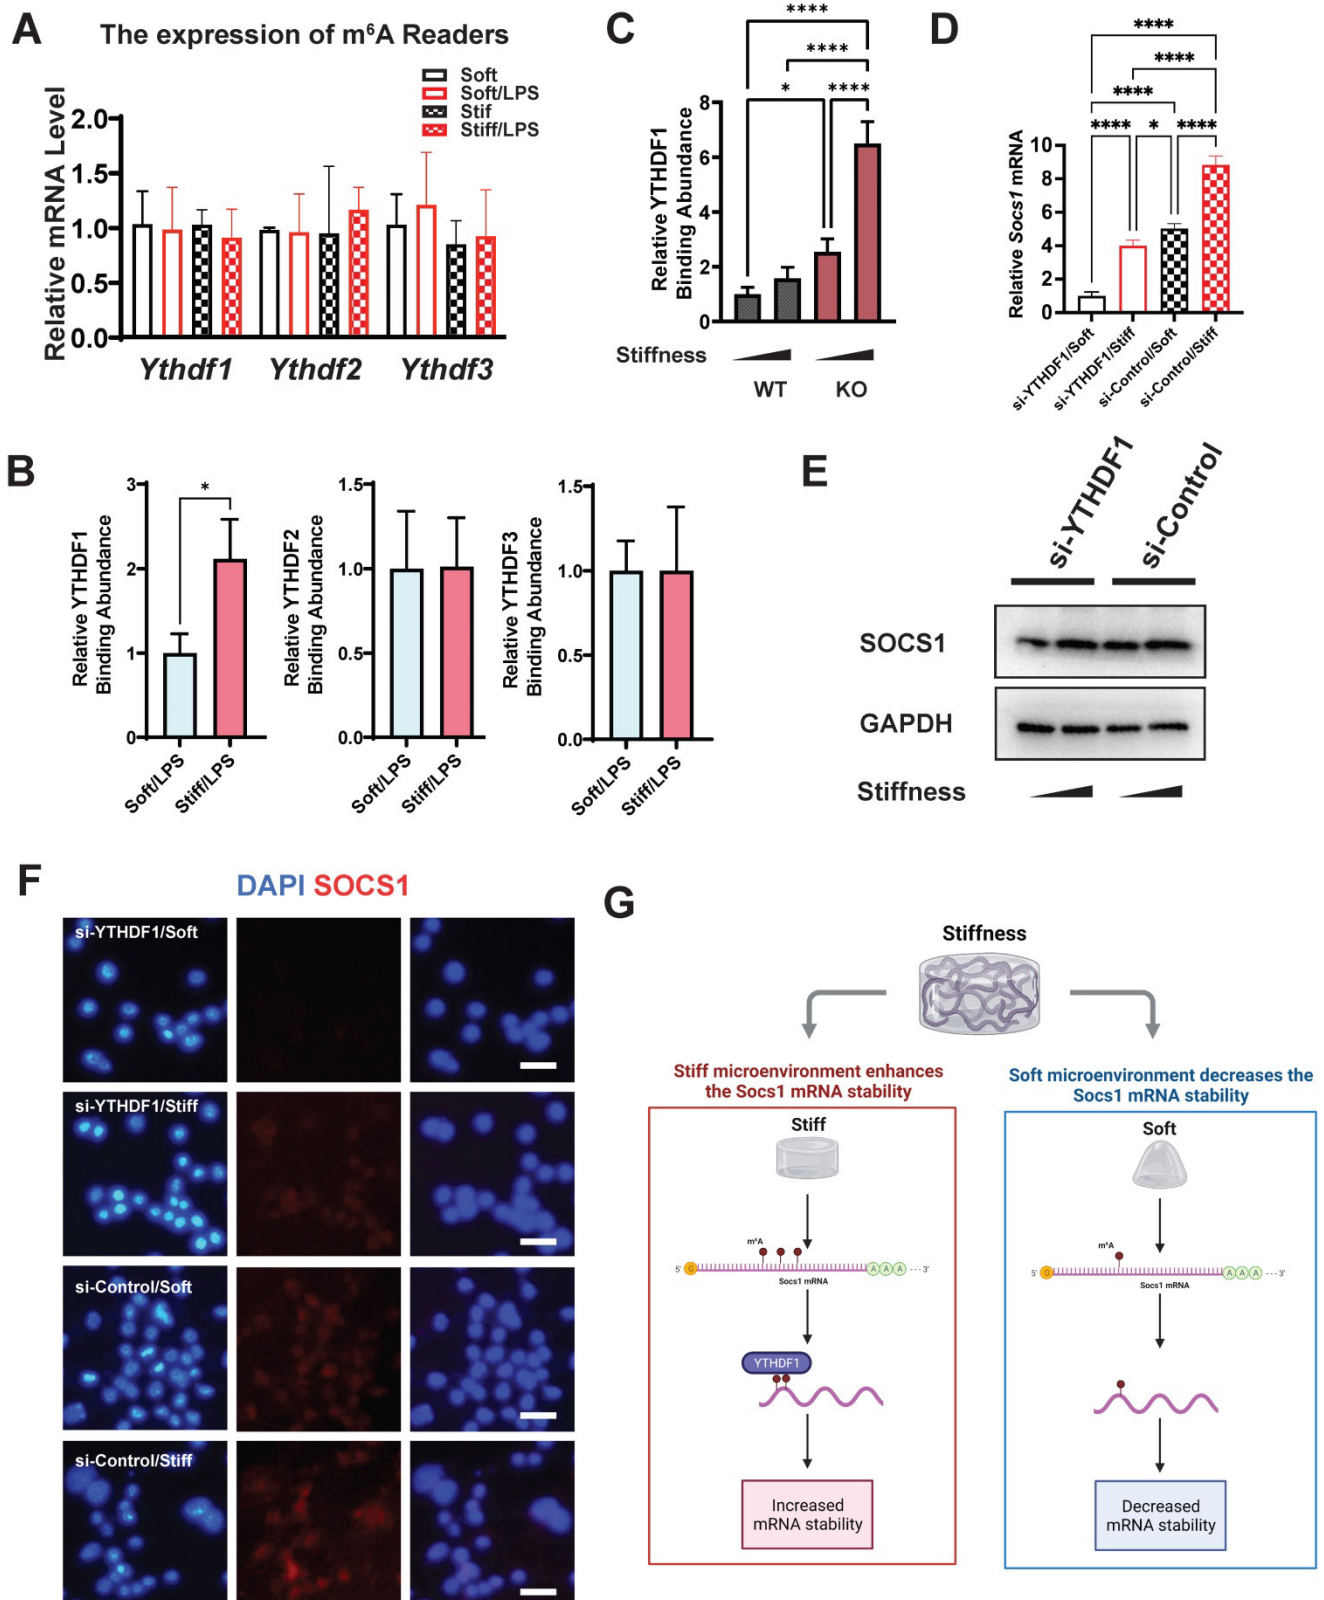 A
The expression of m⁶A Readers
Soft
Soft/LPS
Stif
Stiff/LPS
Relative mRNA Level
2.0
1.5
1.0
0.5
0.0
Ythdf1
Ythdf2
Ythdf3
C
****
****
*
****
Relative YTHDF1
Binding Abundance
8
6
4
2
0
Stiffness
WT
KO
D
****
****
****
****
*
****
Relative Socs1 mRNA
10
8
6
4
2
0
si-YTHDF1/Soft
si-YTHDF1/Stiff
si-Control/Soft
si-Control/Stiff
B
Relative YTHDF1
Binding Abundance
3
2
1
0
*
Soft/LPS
Stiff/LPS
Relative YTHDF2
Binding Abundance
1.5
1.0
0.5
0.0
Soft/LPS
Stiff/LPS
Relative YTHDF3
Binding Abundance
1.5
1.0
0.5
0.0
Soft/LPS
Stiff/LPS
E
si-YTHDF1
si-Control
SOCS1
GAPDH
Stiffness
F
DAPI SOCS1
si-YTHDF1/Soft
si-YTHDF1/Stiff
si-Control/Soft
si-Control/Stiff
G
Stiffness
Stiff microenvironment enhances
the Socs1 mRNA stability
Stiff
m⁶A
5'
G
A A A
3'
Socs1 mRNA
YTHDF1
Increased
mRNA stability
Soft microenvironment decreases the
Socs1 mRNA stability
Soft
m⁶A
5'
G
A A A
3'
Socs1 mRNA
Decreased
mRNA stability